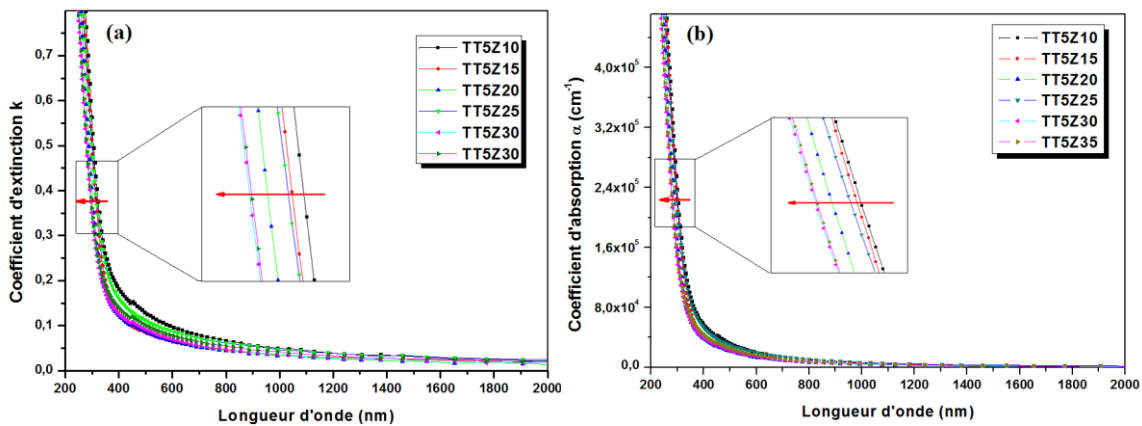 (a)
Coefficient d'extinction k
0,7
0,6
0,5
0,4
0,3
0,2
0,1
0,0
TT5Z10
TT5Z15
TT5Z20
TT5Z25
TT5Z30
TT5Z30
200 400 600 800 1000 1200 1400 1600 1800 2000
Longueur d'onde (nm)
(b)
Coefficient d'absorption α (cm⁻¹)
4,0x10⁵
3,2x10⁵
2,4x10⁵
1,6x10⁵
8,0x10⁴
0,0
TT5Z10
TT5Z15
TT5Z20
TT5Z25
TT5Z30
TT5Z35
200 400 600 800 1000 1200 1400 1600 1800 2000
Longueur d'onde (nm)